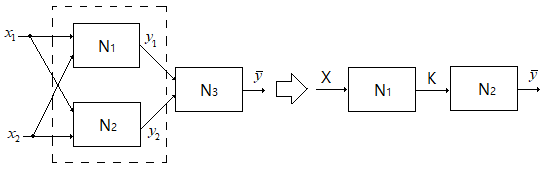 x₁ N₁ y₁
x₂ N₂ y₂
N₃ ȳ
X N₁ K N₂ ȳ